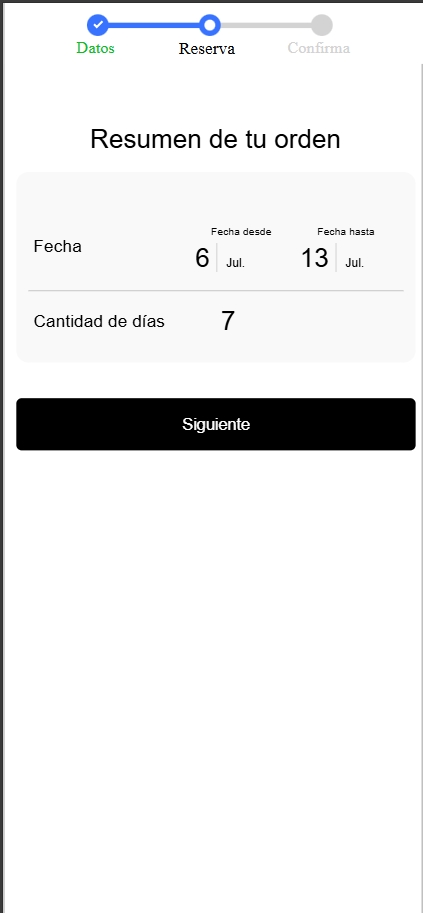 Datos Reserva Confirma
Resumen de tu orden
Fecha desde Fecha hasta
Fecha 6 Jul. 13 Jul.
Cantidad de días 7
Siguiente